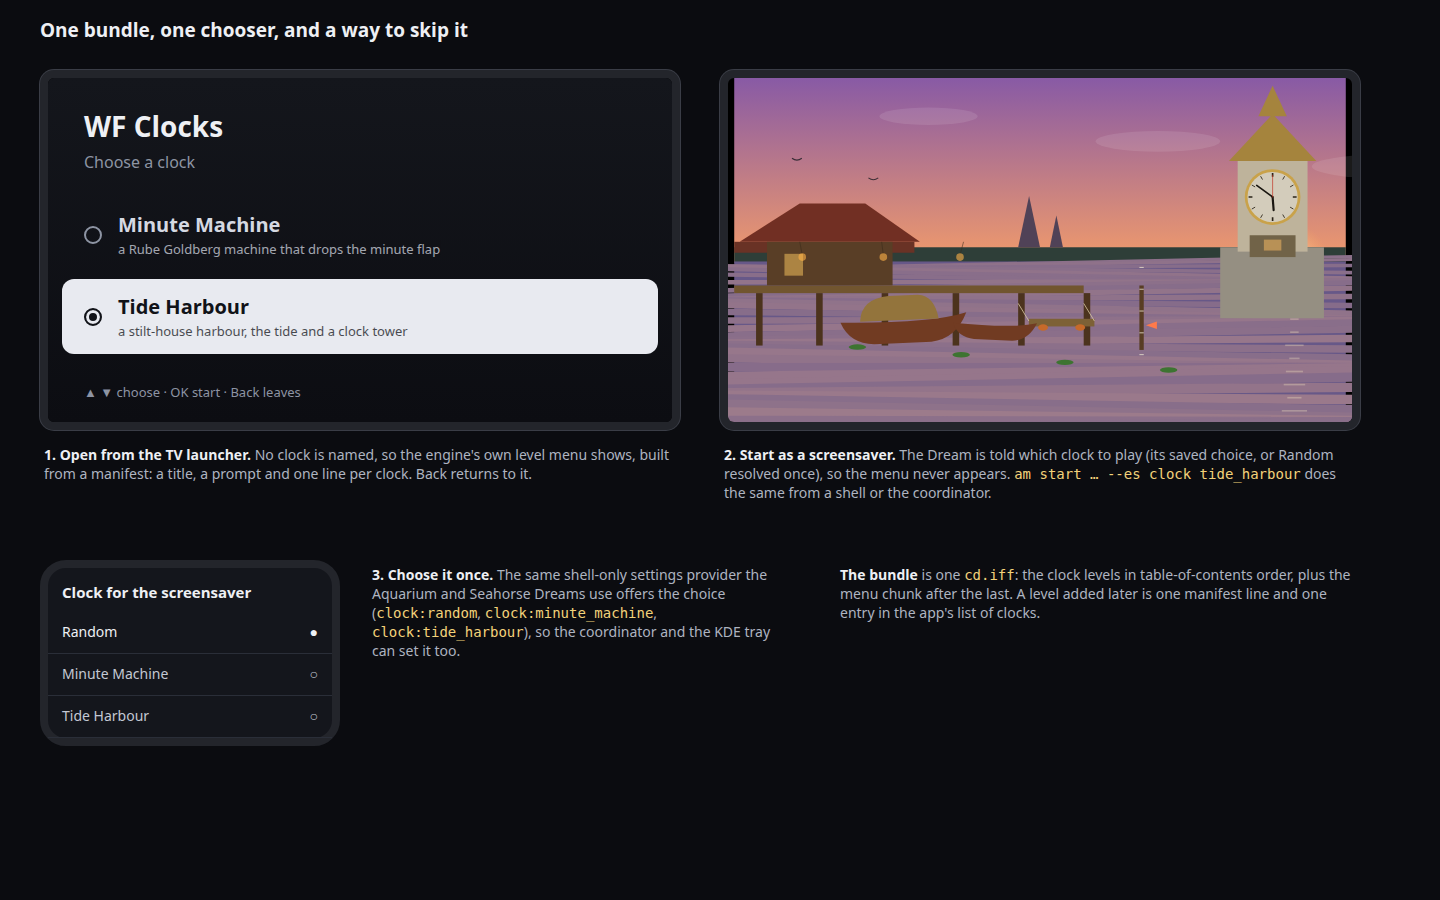 One bundle, one chooser, and a way to skip it
WF Clocks
Choose a clock
Minute Machine
a Rube Goldberg machine that drops the minute flap
Tide Harbour
a stilt-house harbour, the tide and a clock tower
▲ ▼ choose · OK start · Back leaves
1. Open from the TV launcher. No clock is named, so the engine's own level menu shows, built
from a manifest: a title, a prompt and one line per clock. Back returns to it.
2. Start as a screensaver. The Dream is told which clock to play (its saved choice, or Random
resolved once), so the menu never appears. am start … --es clock tide_harbour does
the same from a shell or the coordinator.
Clock for the screensaver
Random
Minute Machine
Tide Harbour
3. Choose it once. The same shell-only settings provider the
Aquarium and Seahorse Dreams use offers the choice
(clock:random, clock:minute_machine,
clock:tide_harbour), so the coordinator and the KDE tray
can set it too.
The bundle is one cd.iff: the clock levels in table-of-contents order, plus the
menu chunk after the last. A level added later is one manifest line and one
entry in the app's list of clocks.